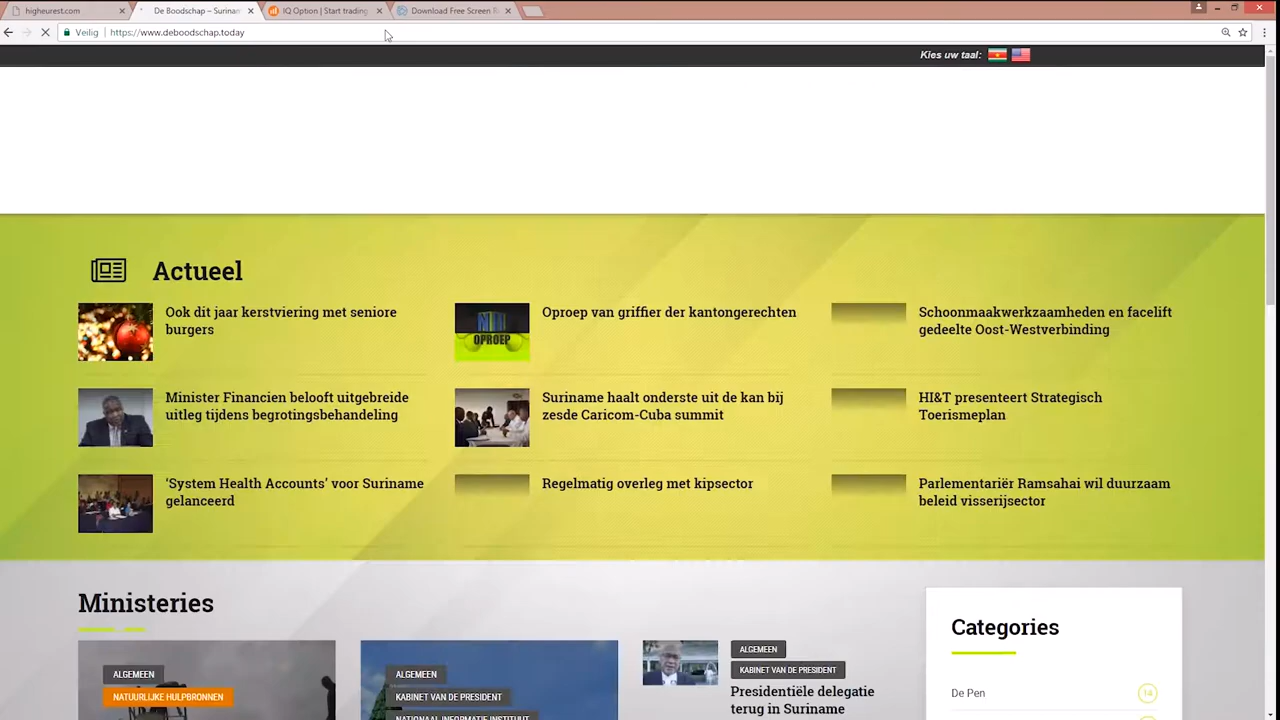 higheurest.com
De Boodschap – Surinam
IQ Option | Start trading
Download Free Screen R
Veilig | https://www.deboodschap.today
Kies uw taal:
Actueel
Ook dit jaar kerstviering met seniore
burgers
Oproep van griffier der kantongerechten
OPROEP
Schoonmaakwerkzaamheden en facelift
gedeelte Oost-Westverbinding
Minister Financien belooft uitgebreide
uitleg tijdens begrotingsbehandeling
Suriname haalt onderste uit de kan bij
zesde Caricom-Cuba summit
HI&T presenteert Strategisch
Toerismeplan
‘System Health Accounts’ voor Suriname
gelanceerd
Regelmatig overleg met kipsector
Parlementariër Ramsahai wil duurzaam
beleid visserijsector
Ministeries
ALGEMEEN
NATUURLIJKE HULPBRONNEN
ALGEMEEN
KABINET VAN DE PRESIDENT
NATIONAAL INFORMATIE INSTITUUT
ALGEMEEN
KABINET VAN DE PRESIDENT
Presidentiële delegatie
terug in Suriname
Categories
De Pen
14